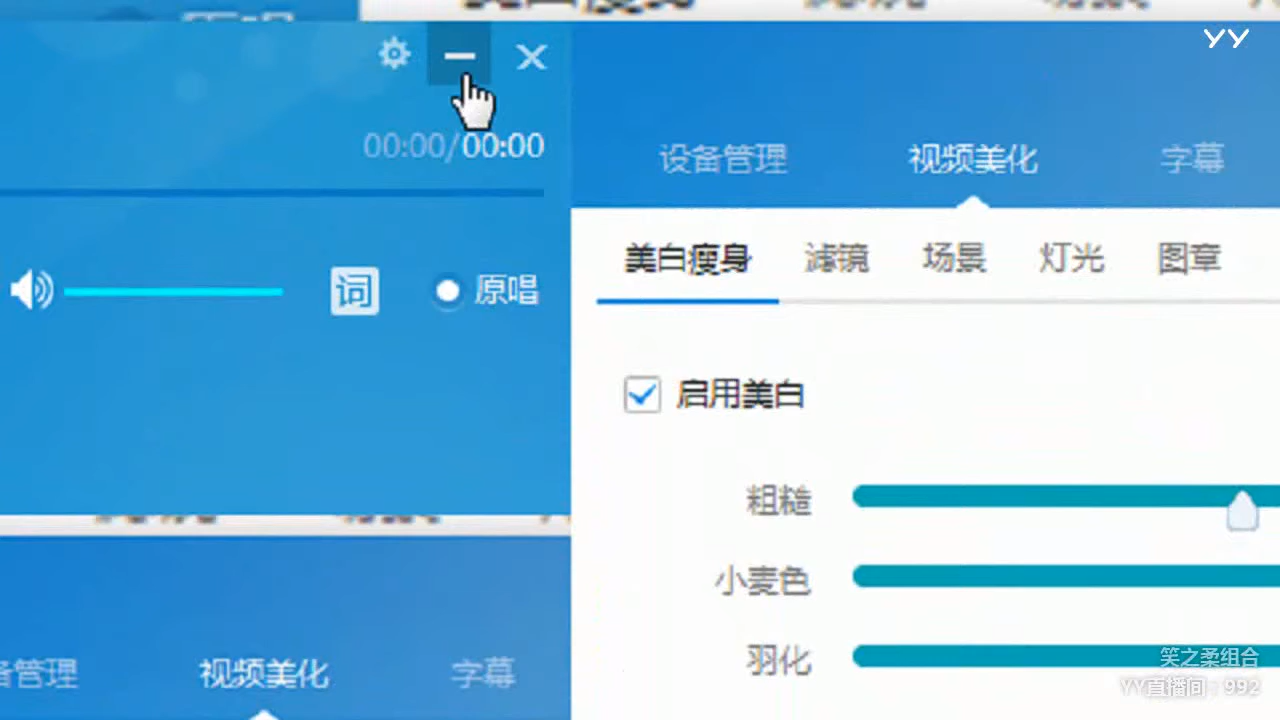 YY
00:00/00:00
设备管理 视频美化 字幕
美白瘦身 滤镜 场景 灯光 图章
词 原唱
启用美白
粗糙
小麦色
羽化
备管理 视频美化 字幕
笑之柔组合
YY直播间：992